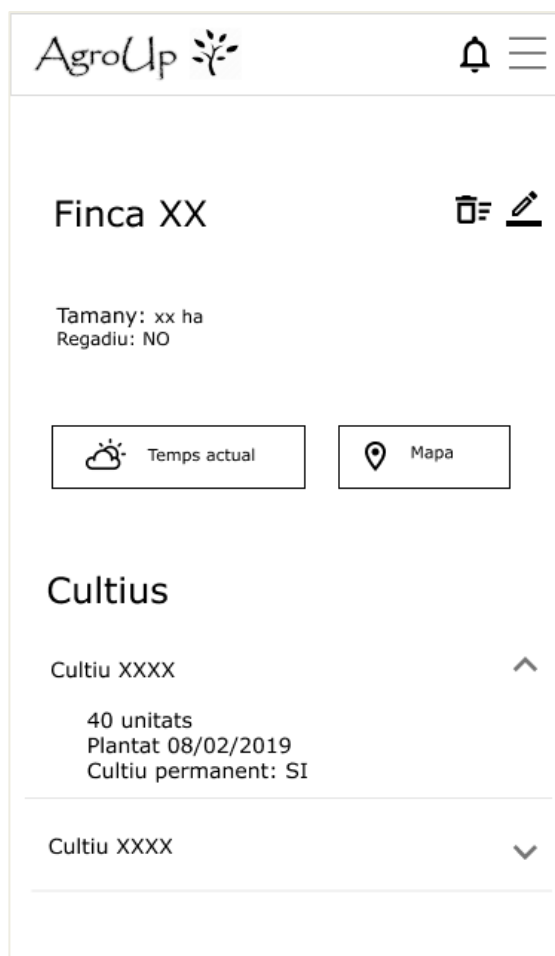 AgroUp
Finca XX
Tamany: xx ha
Regadiu: NO
Temps actual
Mapa
Cultius
Cultiu XXXX
40 unitats
Plantat 08/02/2019
Cultiu permanent: SI
Cultiu XXXX